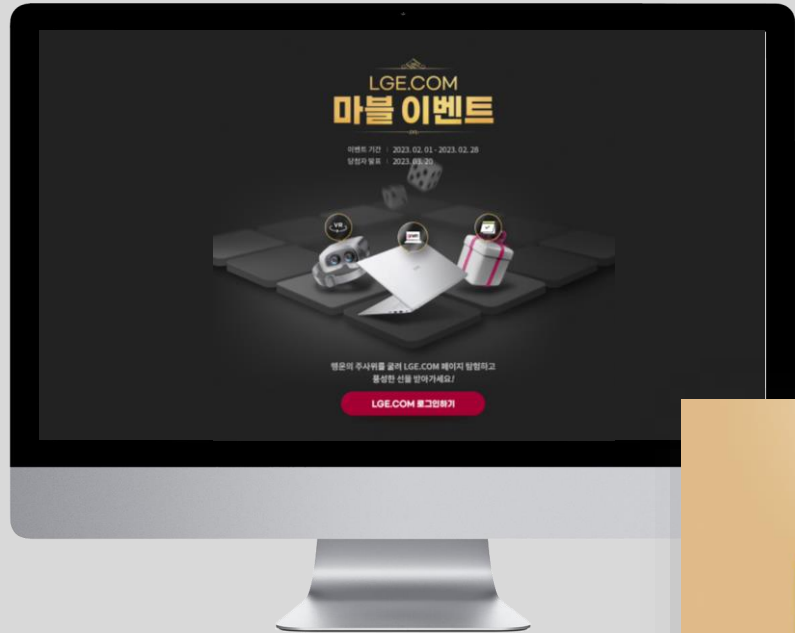 LGE.COM
마블 이벤트
이벤트 기간 : 2023. 02. 01 - 2023. 02. 28
당첨자 발표 : 2023. 03. 20
행운의 주사위를 굴려 LGE.COM 페이지 탐험하고
풍성한 선물 받아가세요!
LGE.COM 로그인하기